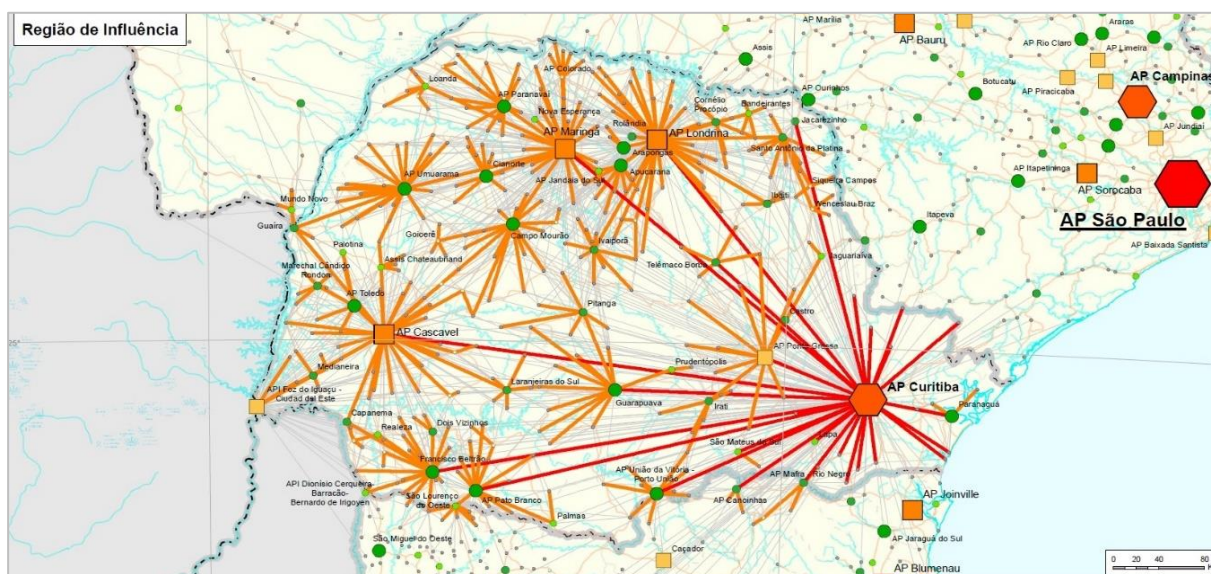 Região de Influência
AP Marília
Araras
AP Bauru
AP Rio Claro
AP Limeira
Assis
AP Colorado
Loanda
AP Paranavaí
Botucatu
AP Piracicaba
AP Campinas
Cornélio
Procópio
Bandeirantes
AP Ourinhos
Nova Esperança
Rolândia
Jacarezinho
AP Jundiaí
AP Maringá
AP Londrina
Santo Antônio da Platina
Arapongas
Cianorte
AP Umuarama
AP Jandaia do Sul
Apucarana
AP Itapetininga
AP Sorocaba
Siqueira Campos
Ibaiti
Wenceslau Braz
Mundo Novo
Guaíra
AP São Paulo
Itapeva
Goioerê
Campo Mourão
AP Baixada Santista
Palotina
Ivaiporã
Assis Chateaubriand
Telêmaco Borba
Jaguariaíva
Marechal Cândido
Rondon
AP Toledo
Pitanga
Castro
25°
AP Cascavel
AP Ponta Grossa
Prudentópolis
Medianeira
API Foz do Iguaçu -
Ciudad del Este
Laranjeiras do Sul
AP Curitiba
Guarapuava
Irati
Paranaguá
Capanema
Realeza
Dois Vizinhos
Lapa
São Mateus do Sul
Francisco Beltrão
AP União da Vitória -
Porto União
AP Mafra - Rio Negro
API Dionísio Cerqueira-
Barracão-
Bernardo de Irigoyen
São Lourenço
do Oeste
AP Pato Branco
AP Canoinhas
AP Joinville
Palmas
São Miguel do Oeste
AP Jaraguá do Sul
Caçador
AP Blumenau
0 20 40 80